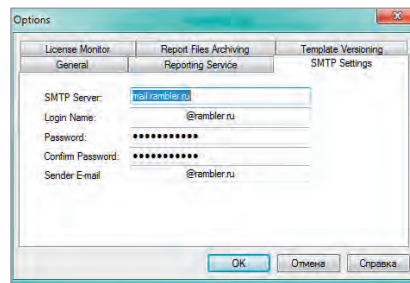 Options
License Monitor Report Files Archiving Template Versioning
General Reporting Service SMTP Settings
SMTP Server: mail.rambler.ru
Login Name: @rambler.ru
Password: •••••••••••
Confirm Password: •••••••••••
Sender E-mail @rambler.ru
OK Отмена Справка